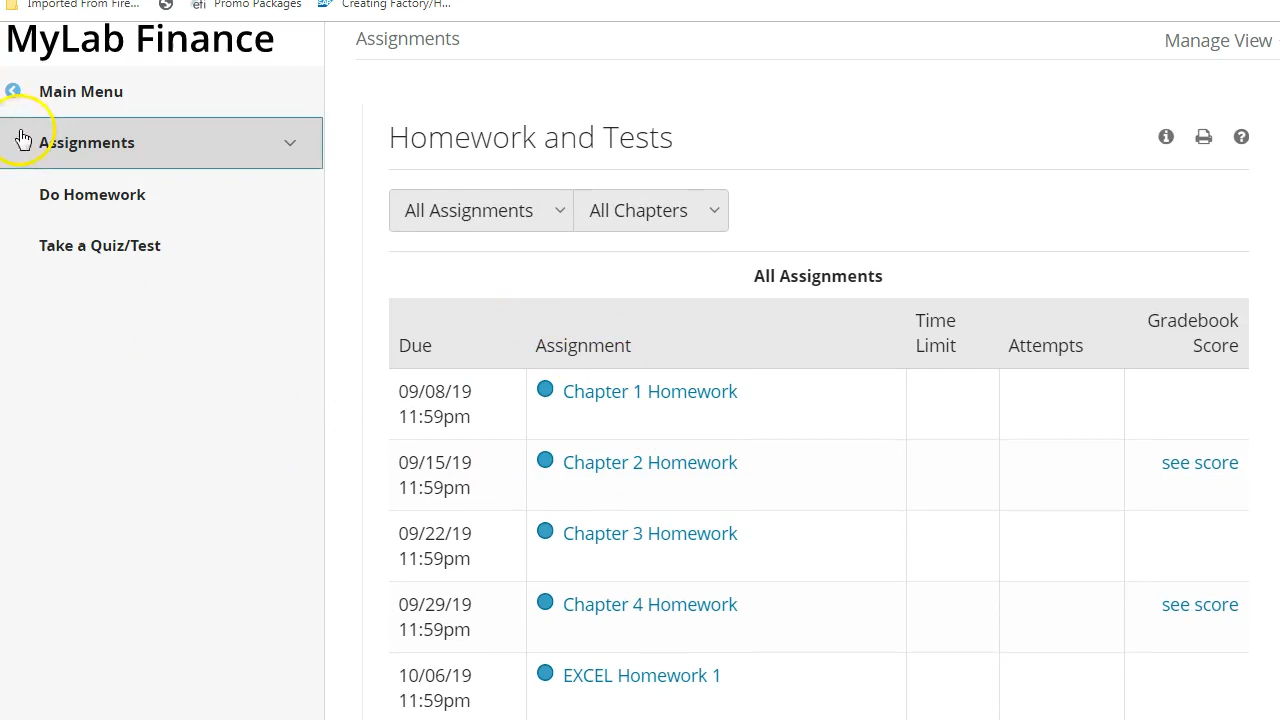 Imported From Fire...
eti Promo Packages
Creating Factory/H...
MyLab Finance
Main Menu
Assignments
Do Homework
Take a Quiz/Test
Assignments
Manage View
Homework and Tests
All Assignments
All Chapters
All Assignments
Due
Assignment
Time
Limit
Attempts
Gradebook
Score
09/08/19
11:59pm
Chapter 1 Homework
09/15/19
11:59pm
Chapter 2 Homework
see score
09/22/19
11:59pm
Chapter 3 Homework
09/29/19
11:59pm
Chapter 4 Homework
see score
10/06/19
11:59pm
EXCEL Homework 1